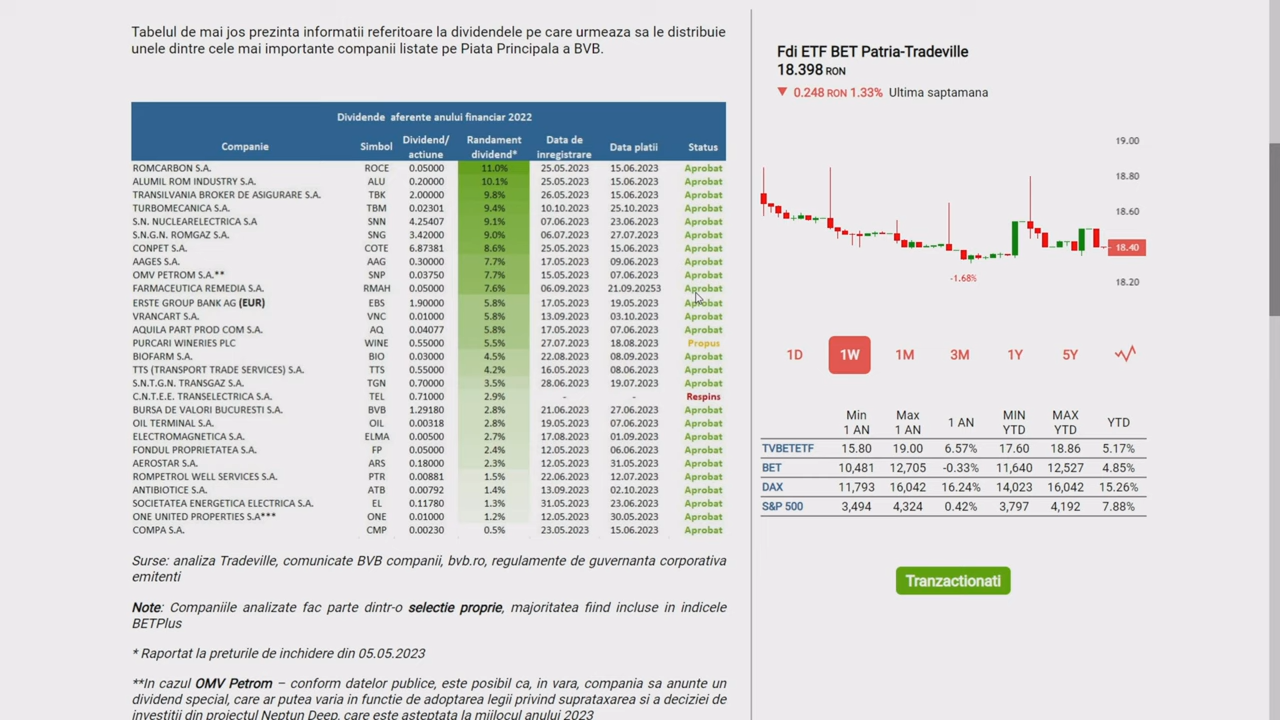 Tabelul de mai jos prezinta informatii referitoare la dividendele pe care urmeaza sa le distribuie
unele dintre cele mai importante companii listate pe Piata Principala a BVB.
Dividende aferente anului financiar 2022
Companie Simbol Dividend/ actiune Randament dividend* Data de inregistrare Data platii Status
ROMCARBON S.A. ROCE 0.05000 11.0% 25.05.2023 15.06.2023 Aprobat
ALUMIL ROM INDUSTRY S.A. ALU 0.20000 10.1% 25.05.2023 15.06.2023 Aprobat
TRANSILVANIA BROKER DE ASIGURARE S.A. TBK 2.00000 9.8% 26.05.2023 15.06.2023 Aprobat
TURBOMECANICA S.A. TBM 0.02301 9.4% 10.10.2023 25.10.2023 Aprobat
S.N. NUCLEARELECTRICA S.A SNN 4.25407 9.1% 07.06.2023 23.06.2023 Aprobat
S.N.G.N. ROMGAZ S.A. SNG 3.42000 9.0% 06.07.2023 27.07.2023 Aprobat
CONPET S.A. COTE 6.87381 8.6% 25.05.2023 15.06.2023 Aprobat
AAGES S.A. AAG 0.30000 7.7% 17.05.2023 09.06.2023 Aprobat
OMV PETROM S.A.** SNP 0.03750 7.7% 15.05.2023 07.06.2023 Aprobat
FARMACEUTICA REMEDIA S.A. RMAH 0.05000 7.6% 06.09.2023 21.09.20253 Aprobat
ERSTE GROUP BANK AG (EUR) EBS 1.90000 5.8% 17.05.2023 19.05.2023 Aprobat
VRANCART S.A. VNC 0.01000 5.8% 13.09.2023 03.10.2023 Aprobat
AQUILA PART PROD COM S.A. AQ 0.04077 5.8% 17.05.2023 07.06.2023 Aprobat
PURCARI WINERIES PLC WINE 0.55000 5.5% 27.07.2023 18.08.2023 Propus
BIOFARM S.A. BIO 0.03000 4.5% 22.08.2023 08.09.2023 Aprobat
TTS (TRANSPORT TRADE SERVICES) S.A. TTS 0.55000 4.2% 16.05.2023 08.06.2023 Aprobat
S.N.T.G.N. TRANSGAZ S.A. TGN 0.70000 3.5% 28.06.2023 19.07.2023 Aprobat
C.N.T.E.E. TRANSELECTRICA S.A. TEL 0.71000 2.9% - - Respins
BURSA DE VALORI BUCURESTI S.A. BVB 1.29180 2.8% 21.06.2023 27.06.2023 Aprobat
OIL TERMINAL S.A. OIL 0.00318 2.8% 19.05.2023 07.06.2023 Aprobat
ELECTROMAGNETICA S.A. ELMA 0.00500 2.7% 17.08.2023 01.09.2023 Aprobat
FONDUL PROPRIETATEA S.A. FP 0.05000 2.4% 12.05.2023 06.06.2023 Aprobat
AEROSTAR S.A. ARS 0.18000 2.3% 12.05.2023 31.05.2023 Aprobat
ROMPETROL WELL SERVICES S.A. PTR 0.00881 1.5% 22.06.2023 12.07.2023 Aprobat
ANTIBIOTICE S.A. ATB 0.00792 1.4% 13.09.2023 02.10.2023 Aprobat
SOCIETATEA ENERGETICA ELECTRICA S.A. EL 0.11780 1.3% 31.05.2023 23.06.2023 Aprobat
ONE UNITED PROPERTIES S.A*** ONE 0.01000 1.2% 12.05.2023 30.05.2023 Aprobat
COMPA S.A. CMP 0.00230 0.5% 23.05.2023 15.06.2023 Aprobat
Surse: analiza Tradeville, comunicate BVB companii, bvb.ro, regulamente de guvernanta corporativa
emitenti
Note: Companiile analizate fac parte dintr-o selectie proprie, majoritatea fiind incluse in indicele
BETPlus
* Raportat la preturile de inchidere din 05.05.2023
**In cazul OMV Petrom – conform datelor publice, este posibil ca, in vara, compania sa anunte un
dividend special, care ar putea varia in functie de adoptarea legii privind suprataxarea si a deciziei de
investitii din proiectul Neptun Deep, care este asteptata la mijlocul anului 2023
Fdi ETF BET Patria-Tradeville
18.398 RON
▼ 0.248 RON 1.33% Ultima saptamana
19.00
18.80
18.60
18.40
-1.68%
18.20
1D 1W 1M 3M 1Y 5Y
Min 1 AN Max 1 AN 1 AN MIN YTD MAX YTD YTD
TVBETETF 15.80 19.00 6.57% 17.60 18.86 5.17%
BET 10,481 12,705 -0.33% 11,640 12,527 4.85%
DAX 11,793 16,042 16.24% 14,023 16,042 15.26%
S&P 500 3,494 4,324 0.42% 3,797 4,192 7.88%
Tranzactionati